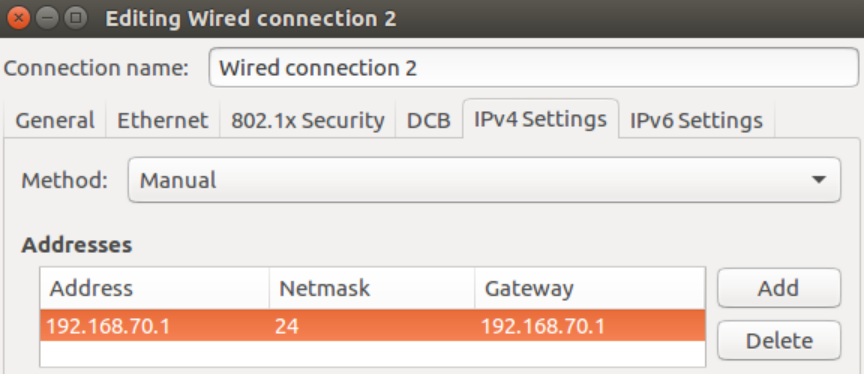 Editing Wired connection 2
Connection name: Wired connection 2
General Ethernet 802.1x Security DCB IPv4 Settings IPv6 Settings
Method: Manual
Addresses
Address Netmask Gateway Add
192.168.70.1 24 192.168.70.1
Delete